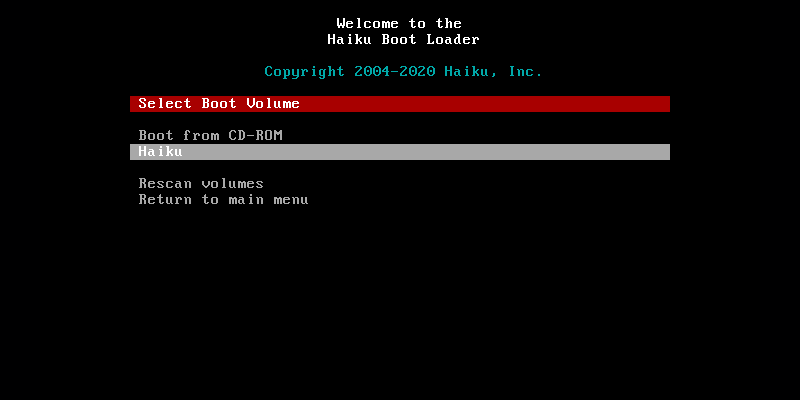 Welcome to the
Haiku Boot Loader
Copyright 2004-2020 Haiku, Inc.
Select Boot Volume
Boot from CD-ROM
Haiku
Rescan volumes
Return to main menu